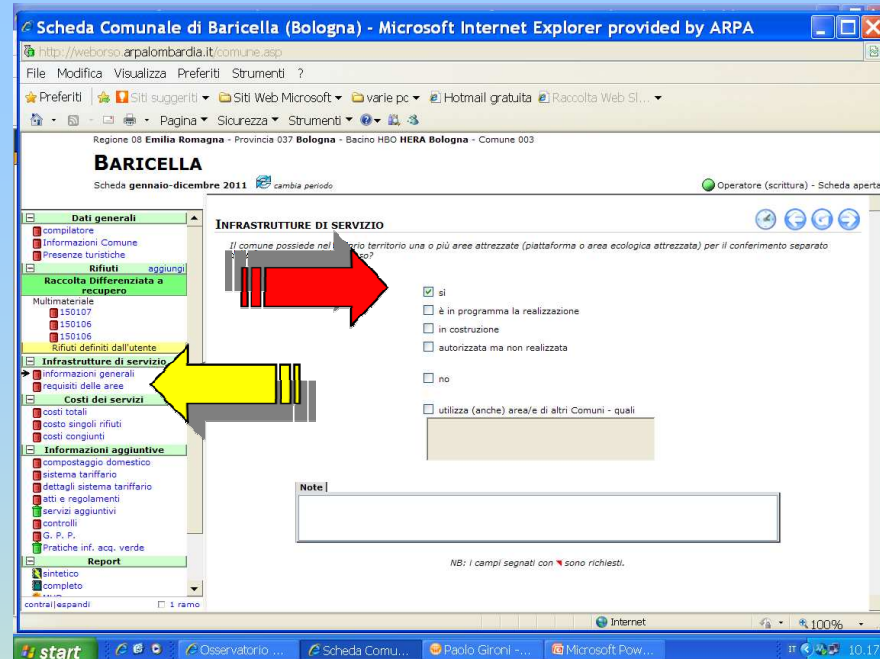 Scheda Comunale di Baricella (Bologna) - Microsoft Internet Explorer provided by ARPA
http://weborso.arpalombardia.it/comune.asp
File Modifica Visualizza Preferiti Strumenti ?
Preferiti Siti suggeriti Siti Web Microsoft varie pc Hotmail gratuita Raccolta Web Sl...
Pagina Sicurezza Strumenti
Regione 08 Emilia Romagna - Provincia 037 Bologna - Bacino HBO HERA Bologna - Comune 003
BARICELLA
Scheda gennaio-dicembre 2011 cambia periodo
Operatore (scrittura) - Scheda aperta
Dati generali
compilatore
Informazioni Comune
Presenze turistiche
Rifiuti aggiungi
Raccolta Differenziata a recupero
Multimateriale
150107
150106
150106
Rifiuti definiti dall'utente
Infrastrutture di servizio
informazioni generali
requisiti delle aree
Costi dei servizi
costi totali
costo singoli rifiuti
costi congiunti
Informazioni aggiuntive
compostaggio domestico
sistema tariffario
dettagli sistema tariffario
atti e regolamenti
servizi aggiuntivi
controlli
G. P. P.
Pratiche inf. acq. verde
Report
sintetico
completo
contrai|espandi 1 ramo
INFRASTRUTTURE DI SERVIZIO
Il comune possiede nel territorio una o più aree attrezzate (piattaforma o area ecologica attrezzata) per il conferimento separato
si
è in programma la realizzazione
in costruzione
autorizzata ma non realizzata
no
utilizza (anche) area/e di altri Comuni - quali
Note
NB: i campi segnati con sono richiesti.
Internet 100%
start Osservatorio ... Scheda Comu... Paolo Gironi -... Microsoft Pow... IT 10.17